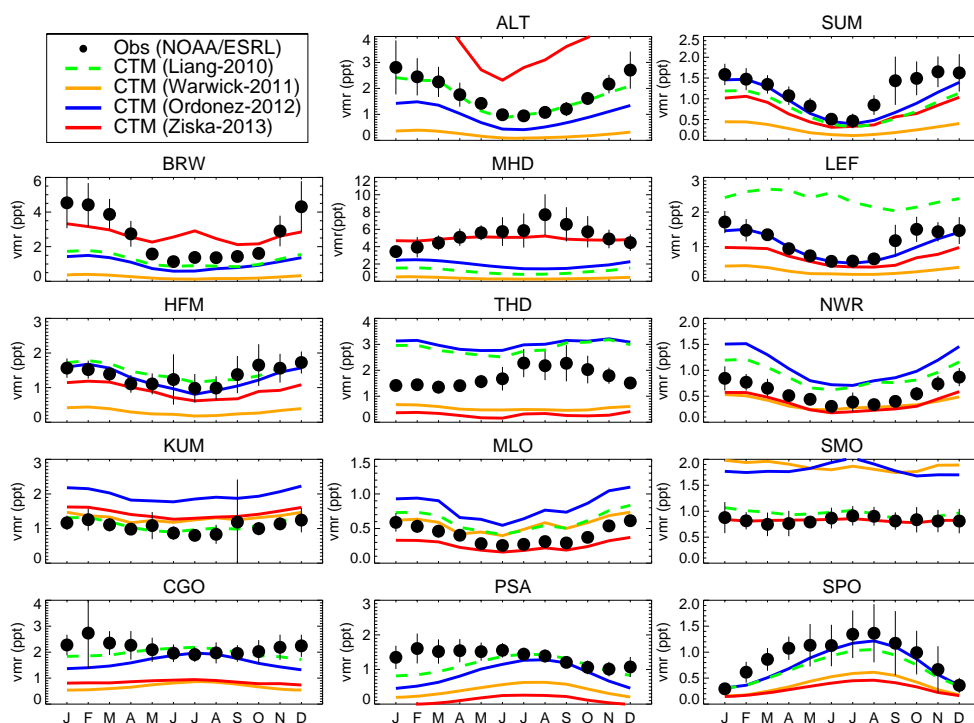 Obs (NOAA/ESRL)
CTM (Liang-2010)
CTM (Warwick-2011)
CTM (Ordonez-2012)
CTM (Ziska-2013)
ALT
vmr (ppt)
4
3
2
1
0
SUM
vmr (ppt)
2.5
2.0
1.5
1.0
0.5
0.0
BRW
vmr (ppt)
6
4
2
0
MHD
vmr(ppt)
12
10
8
6
4
2
0
LEF
vmr (ppt)
3
2
1
0
HFM
vmr (ppt)
3
2
1
0
THD
vmr (ppt)
4
3
2
1
0
NWR
vmr (ppt)
2.0
1.5
1.0
0.5
0.0
KUM
vmr (ppt)
3
2
1
0
MLO
vmr (ppt)
1.5
1.0
0.5
0.0
SMO
vmr (ppt)
2.0
1.5
1.0
0.5
0.0
CGO
vmr (ppt)
4
3
2
1
0
J F M A M J J A S O N D
PSA
vmr (ppt)
3
2
1
0
J F M A M J J A S O N D
SPO
vmr (ppt)
2.0
1.5
1.0
0.5
0.0
J F M A M J J A S O N D